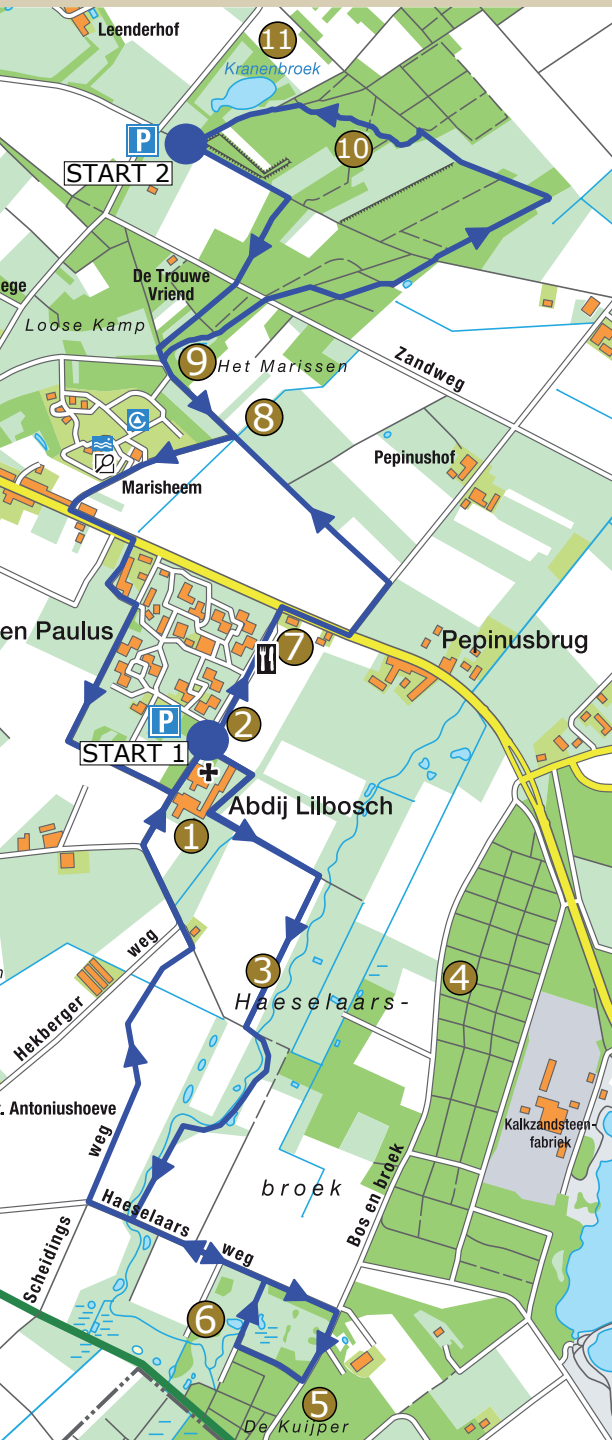 Leenderhof
11
Kranenbroek
P
START 2
10
ege
De Trouwe
Vriend
Loose Kamp
9
Het Marissen
Zandweg
8
Pepinushof
Marisheem
en Paulus
7
Pepinusbrug
P
2
START 1
Abdij Lilbosch
1
weg
3
4
Haeselaars-
Hekberger
. Antoniushoeve
Kalkzandsteen-
fabriek
weg
broek
Bos en broek
Haeselaars
weg
Scheidings
6
5
De Kuijper